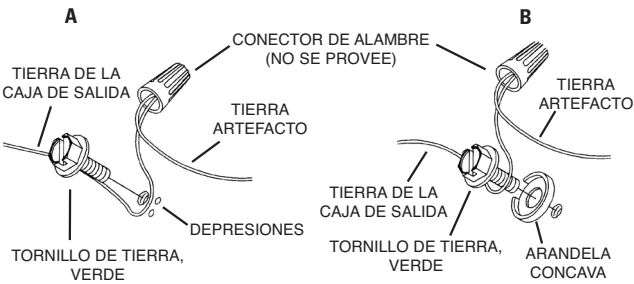 A
B
CONECTOR DE ALAMBRE
(NO SE PROVEE)
TIERRA DE LA
CAJA DE SALIDA
TIERRA
ARTEFACTO
TIERRA
ARTEFACTO
DEPRESIONES
TORNILLO DE TIERRA,
VERDE
TIERRA DE LA
CAJA DE SALIDA
TORNILLO DE TIERRA,
VERDE
ARANDELA
CONCAVA